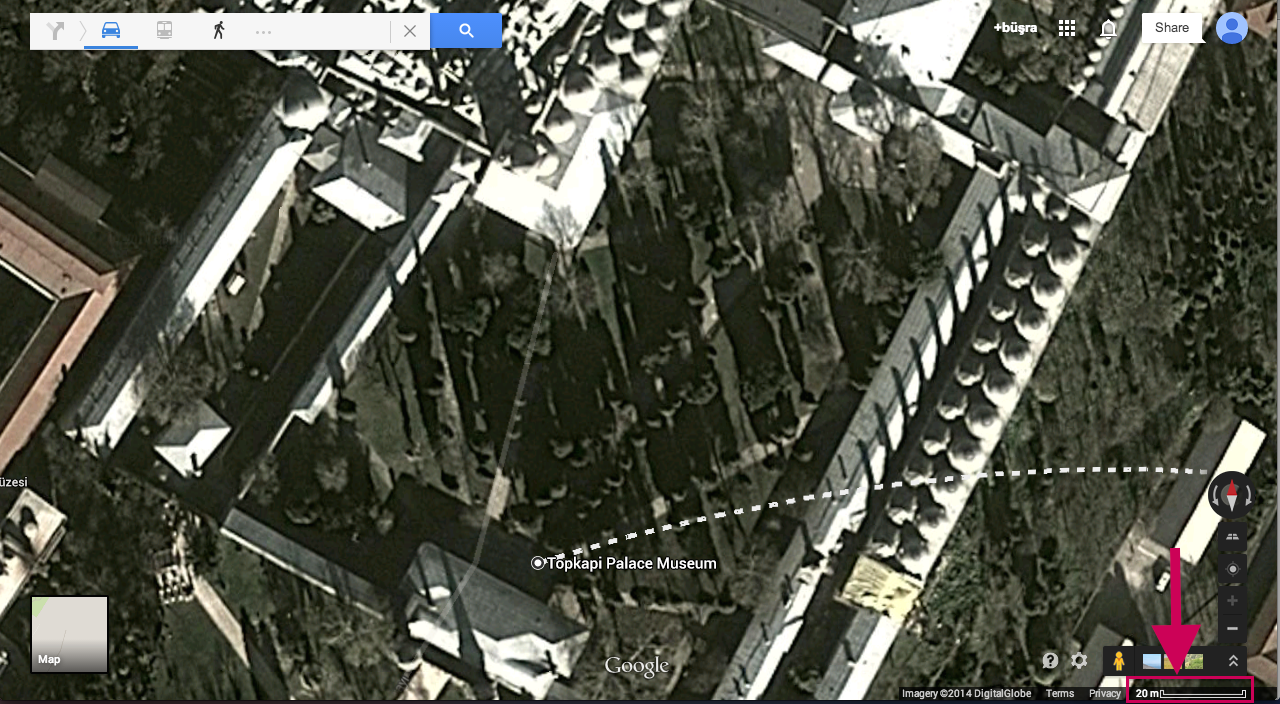 +büşra
Share
üzesi
Topkapi Palace Museum
Map
Google
Imagery ©2014 DigitalGlobe Terms Privacy 20 m